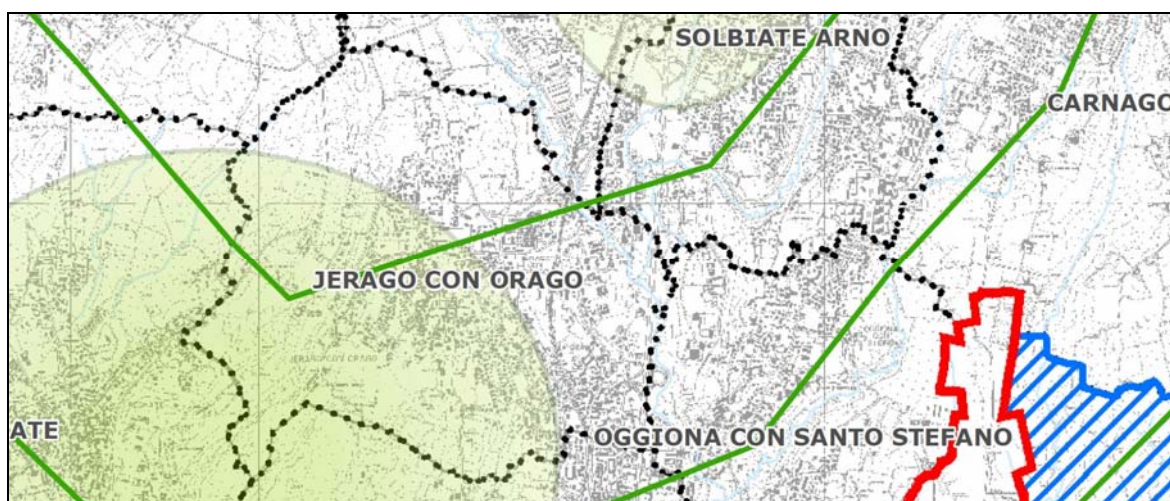 SOLBIATE ARNO
CARNAGO
JERAGO CON ORAGO
ATE
OGGIONA CON SANTO STEFANO